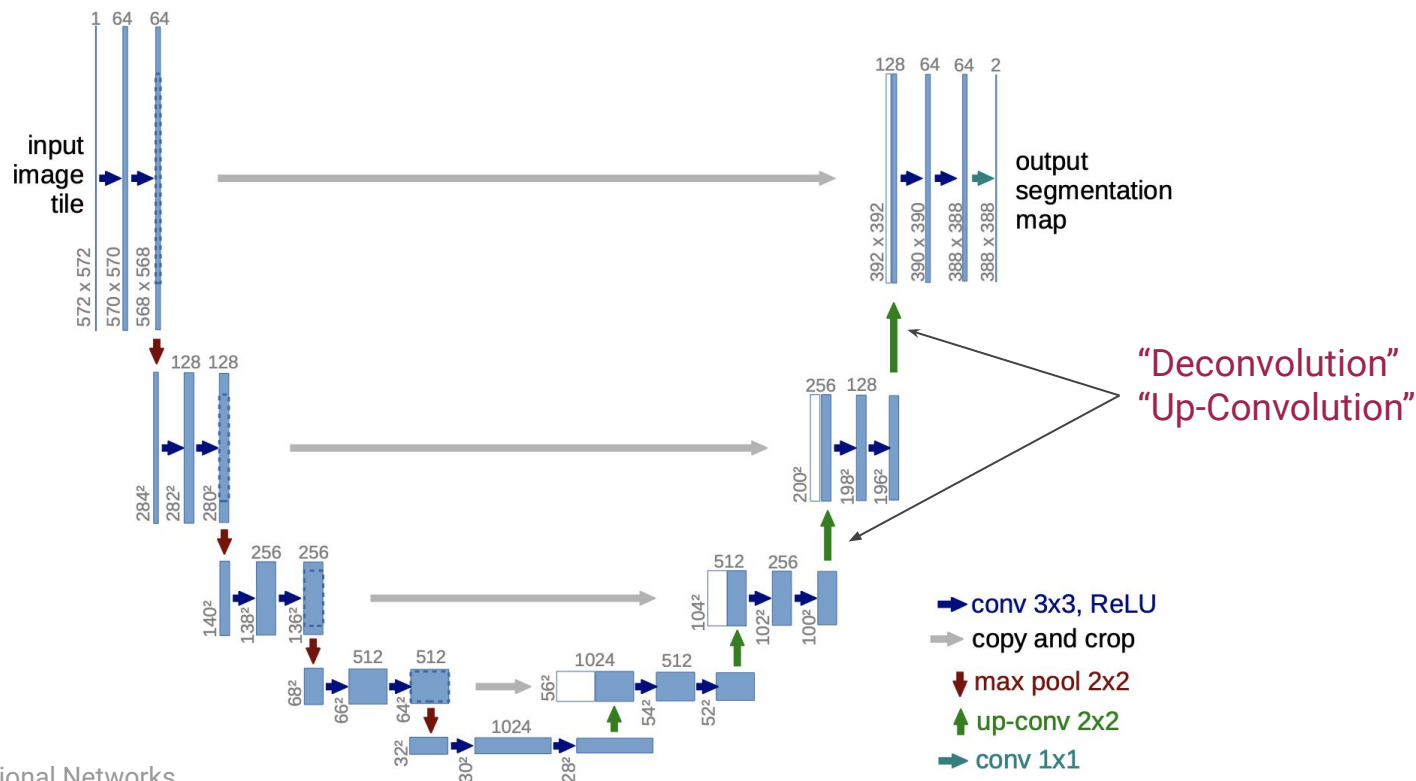 1 64 64
128 64 64 2
input
image
tile
output
segmentation
map
572 x 572
570 x 570
568 x 568
392 x 392
390 x 390
388 x 388
388 x 388
“Deconvolution”
“Up-Convolution”
128 128
256 128
284²
282²
280²
200²
198²
196²
256 256
512 256
140²
138²
136²
104²
102²
100²
512 512
1024 512
68²
66²
64²
56²
54²
52²
1024
32²
30²
28²
conv 3x3, ReLU
copy and crop
max pool 2x2
up-conv 2x2
conv 1x1
ional Networks